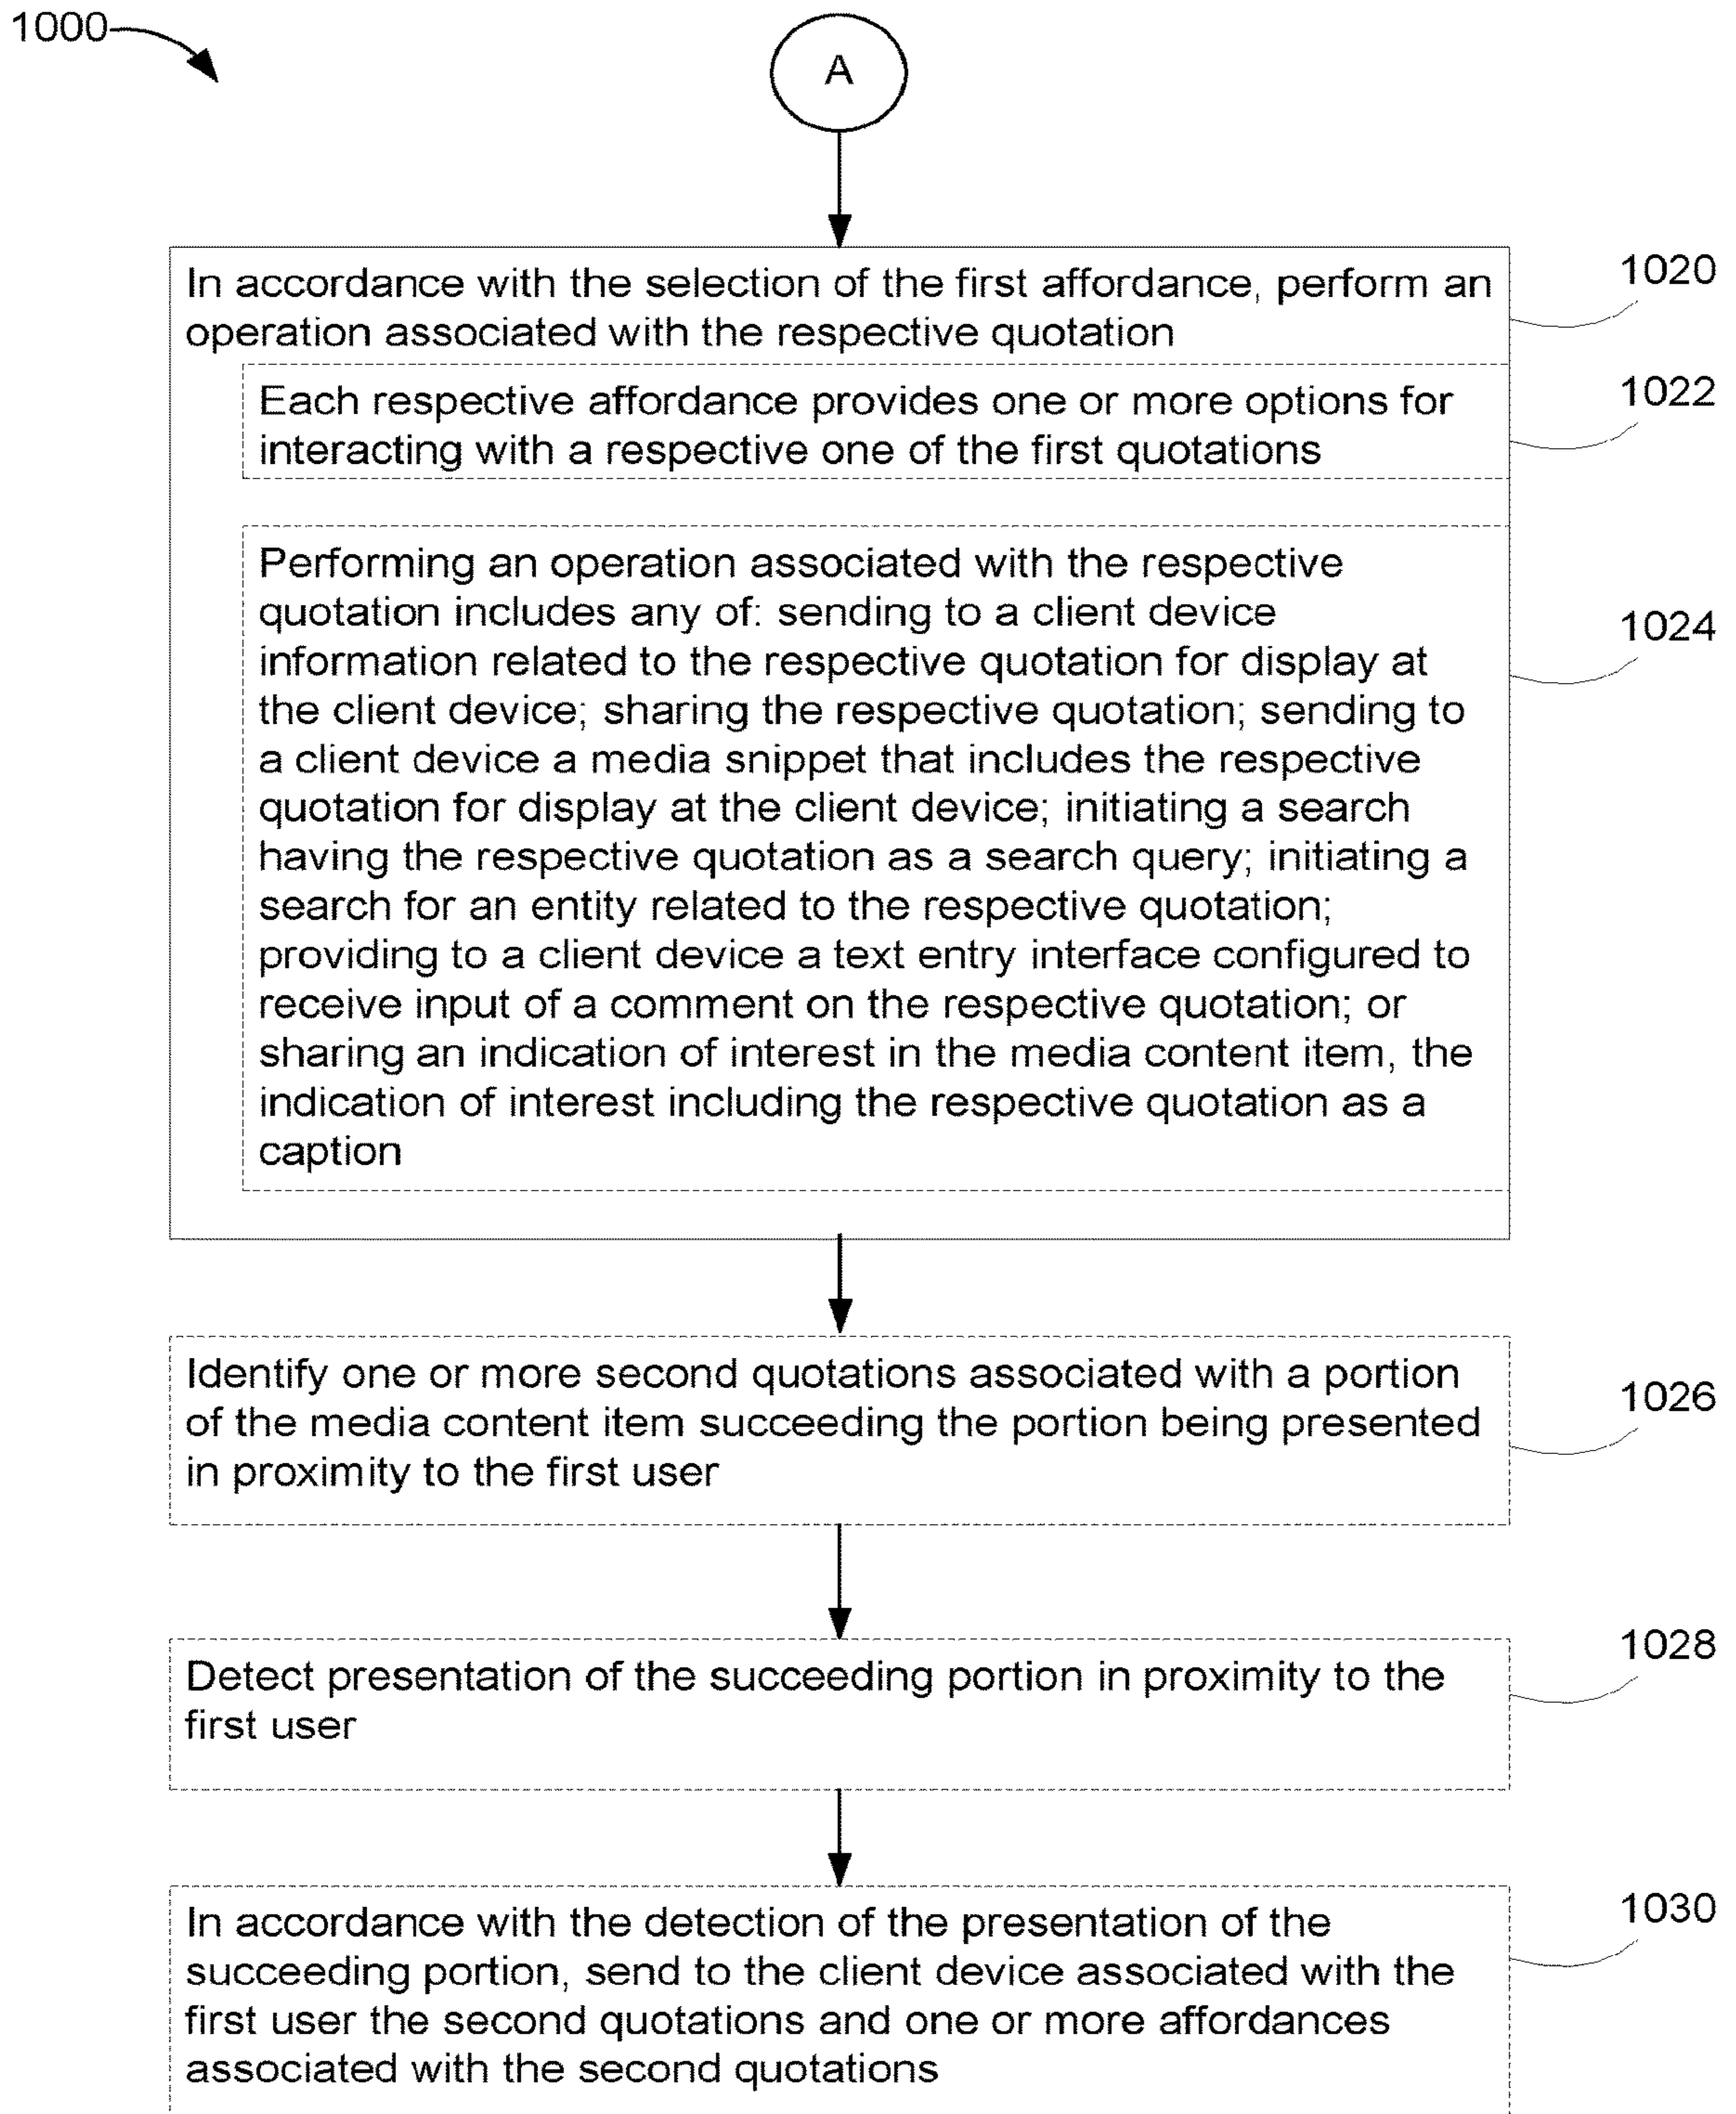 1000
A
In accordance with the selection of the first affordance, perform an
operation associated with the respective quotation
1020
Each respective affordance provides one or more options for
interacting with a respective one of the first quotations
1022
Performing an operation associated with the respective
quotation includes any of: sending to a client device
information related to the respective quotation for display at
the client device; sharing the respective quotation; sending to
a client device a media snippet that includes the respective
quotation for display at the client device; initiating a search
having the respective quotation as a search query; initiating a
search for an entity related to the respective quotation;
providing to a client device a text entry interface configured to
receive input of a comment on the respective quotation; or
sharing an indication of interest in the media content item, the
indication of interest including the respective quotation as a
caption
1024
Identify one or more second quotations associated with a portion
of the media content item succeeding the portion being presented
in proximity to the first user
1026
Detect presentation of the succeeding portion in proximity to the
first user
1028
In accordance with the detection of the presentation of the
succeeding portion, send to the client device associated with the
first user the second quotations and one or more affordances
associated with the second quotations
1030